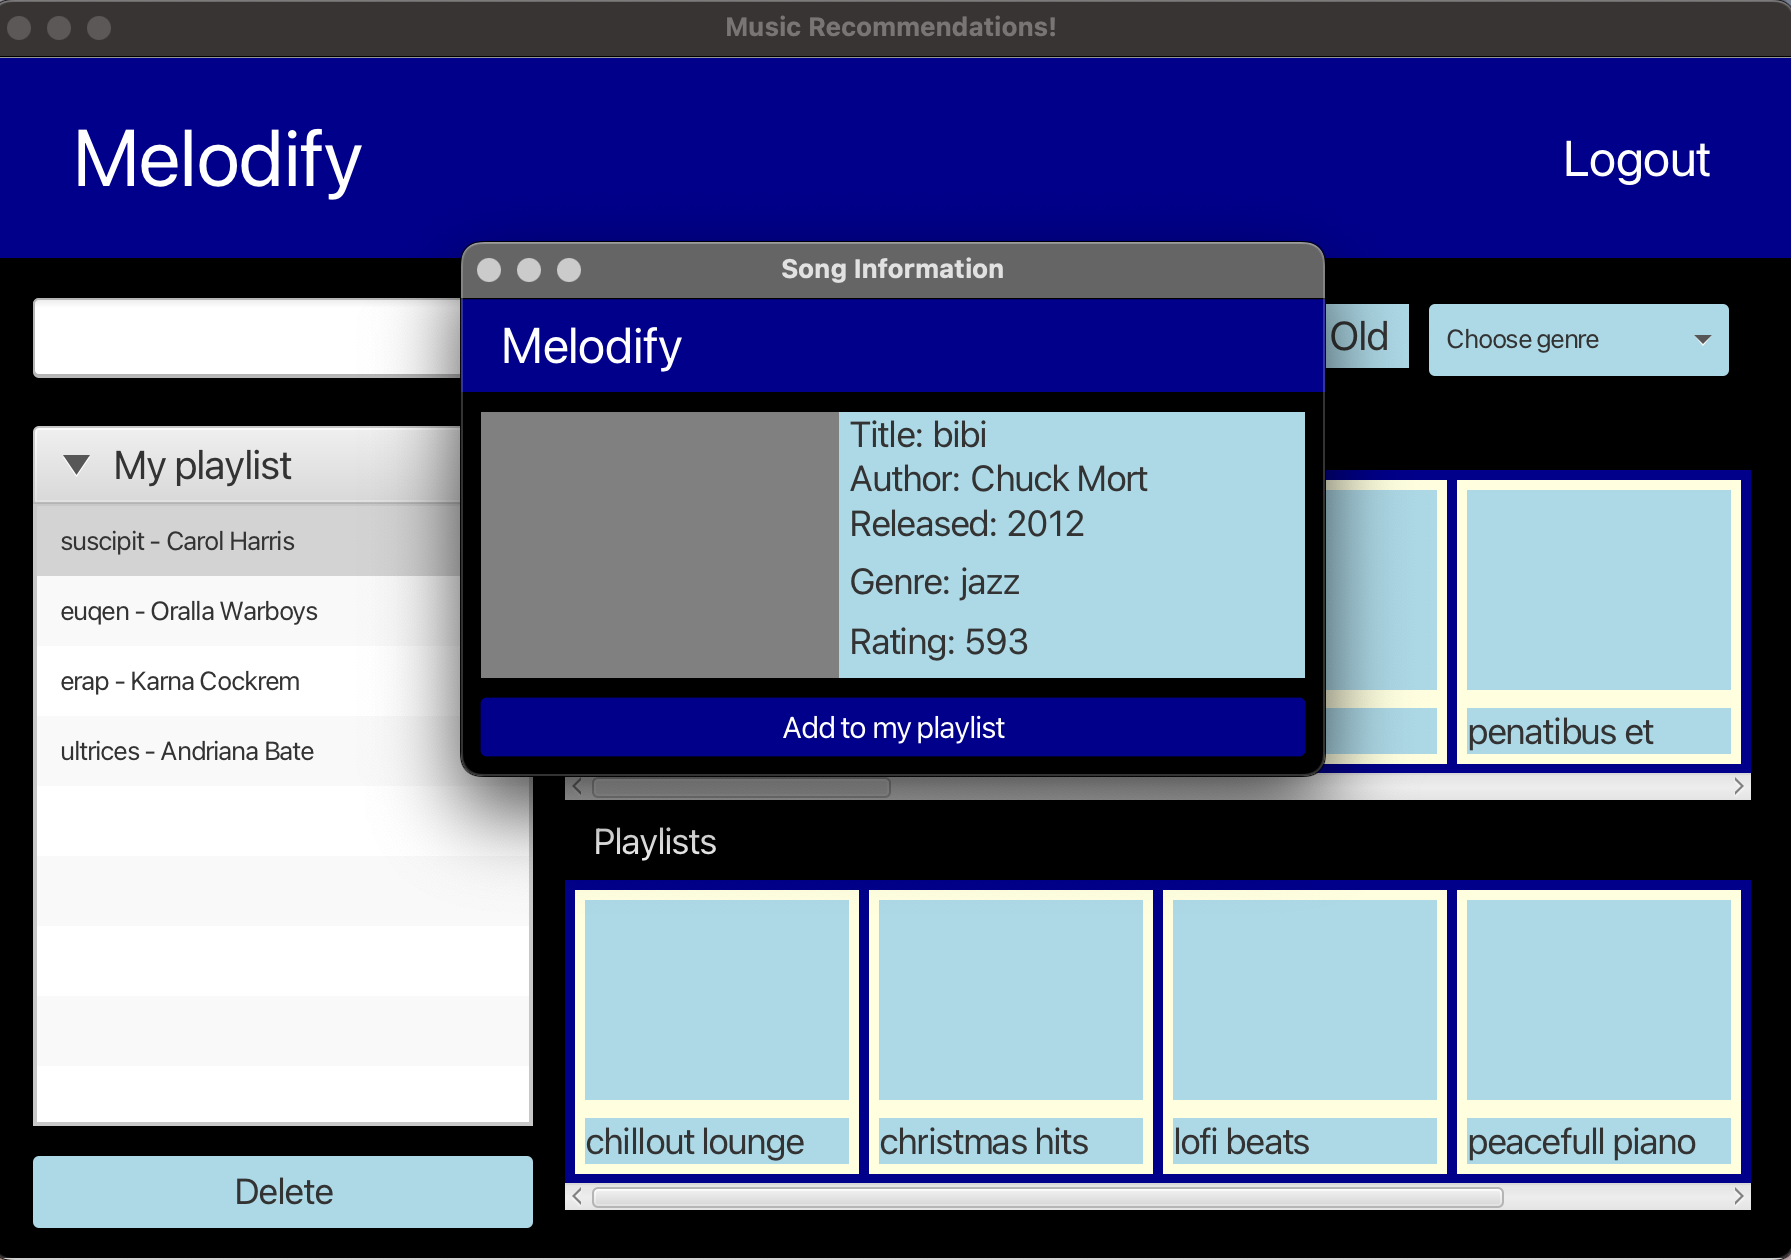 Music Recommendations!
Melodify
Logout
Song Information
Melodify
Old
Choose genre
Title: bibi
Author: Chuck Mort
Released: 2012
Genre: jazz
Rating: 593
Add to my playlist
My playlist
suscipit - Carol Harris
euqen - Oralla Warboys
erap - Karna Cockrem
ultrices - Andriana Bate
Delete
penatibus et
Playlists
chillout lounge
christmas hits
lofi beats
peacefull piano